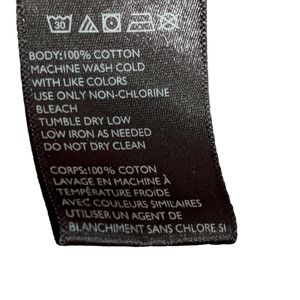 30
BODY:100% COTTON
MACHINE WASH COLD
WITH LIKE COLORS
USE ONLY NON-CHLORINE
BLEACH
TUMBLE DRY LOW
LOW IRON AS NEEDED
DO NOT DRY CLEAN
CORPS:100% COTON
LAVAGE EN MACHINE À
TEMPÉRATURE FROIDE
AVEC COULEURS SIMILAIRES
UTILISER UN AGENT DE
BLANCHIMENT SANS CHLORE SI